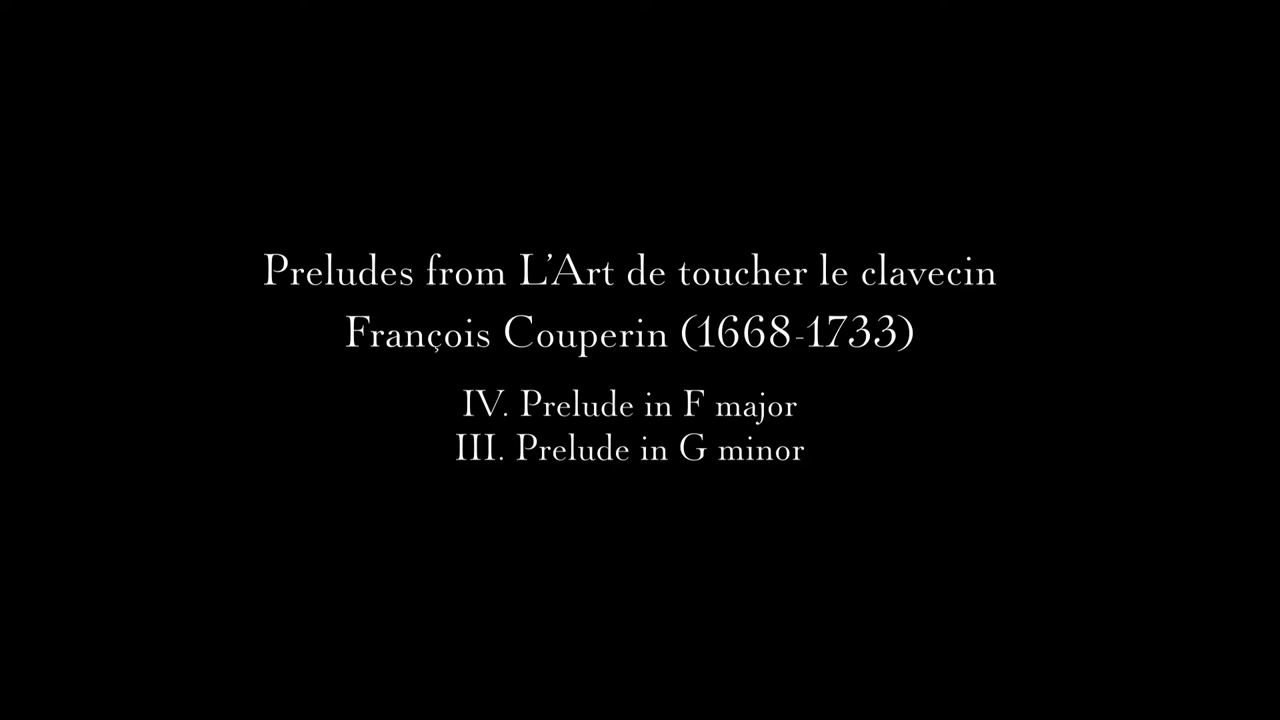 Preludes from L’Art de toucher le clavecin
François Couperin (1668-1733)
IV. Prelude in F major
III. Prelude in G minor